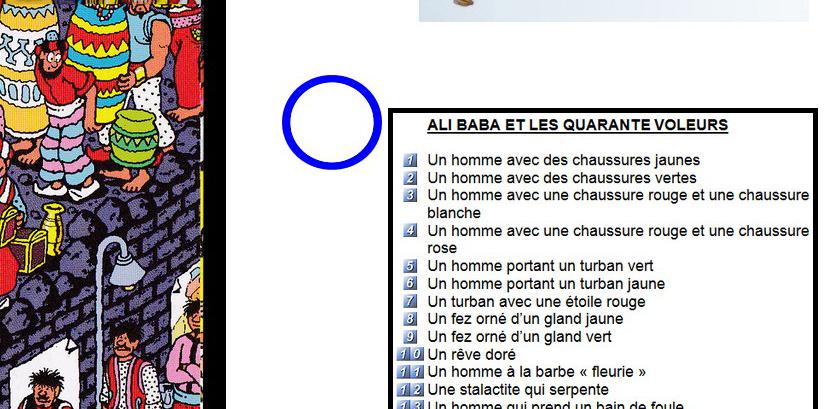 ALI BABA ET LES QUARANTE VOLEURS
1 Un homme avec des chaussures jaunes
2 Un homme avec des chaussures vertes
3 Un homme avec une chaussure rouge et une chaussure
blanche
4 Un homme avec une chaussure rouge et une chaussure
rose
5 Un homme portant un turban vert
6 Un homme portant un turban jaune
7 Un turban avec une étoile rouge
8 Un fez orné d'un gland jaune
9 Un fez orné d'un gland vert
10 Un rêve doré
11 Un homme à la barbe « fleurie »
12 Une stalactite qui serpente
13 Un homme qui prend un bain de foule